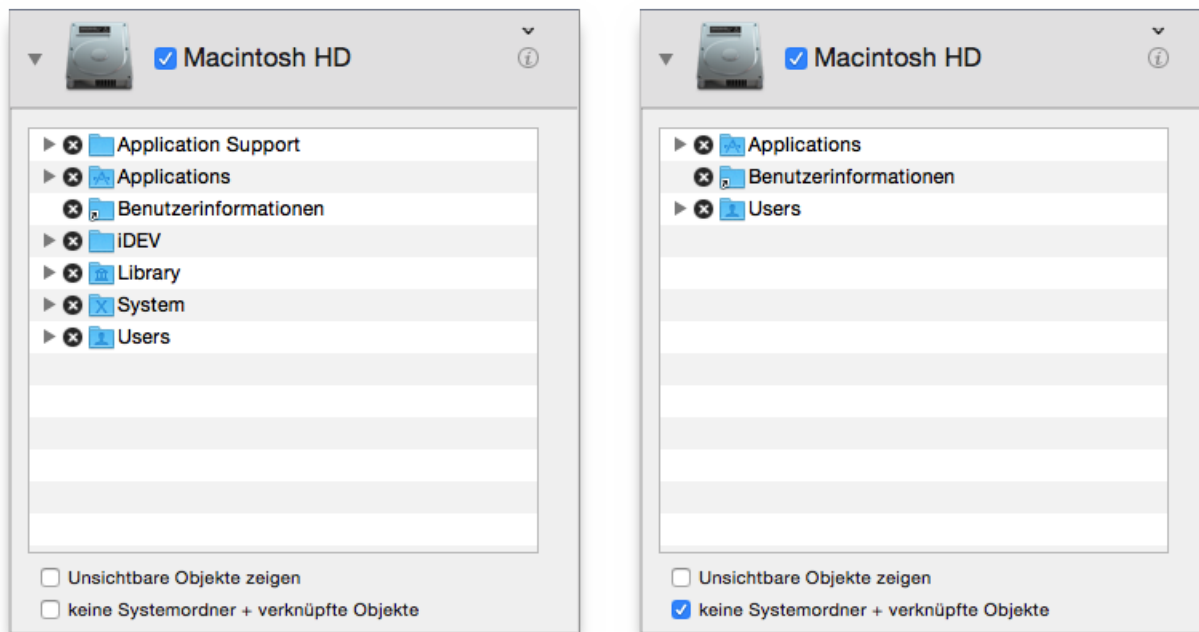 Macintosh HD
Application Support
Applications
Benutzerinformationen
iDEV
Library
System
Users
Unsichtbare Objekte zeigen
keine Systemordner + verknüpfte Objekte
Macintosh HD
Applications
Benutzerinformationen
Users
Unsichtbare Objekte zeigen
keine Systemordner + verknüpfte Objekte